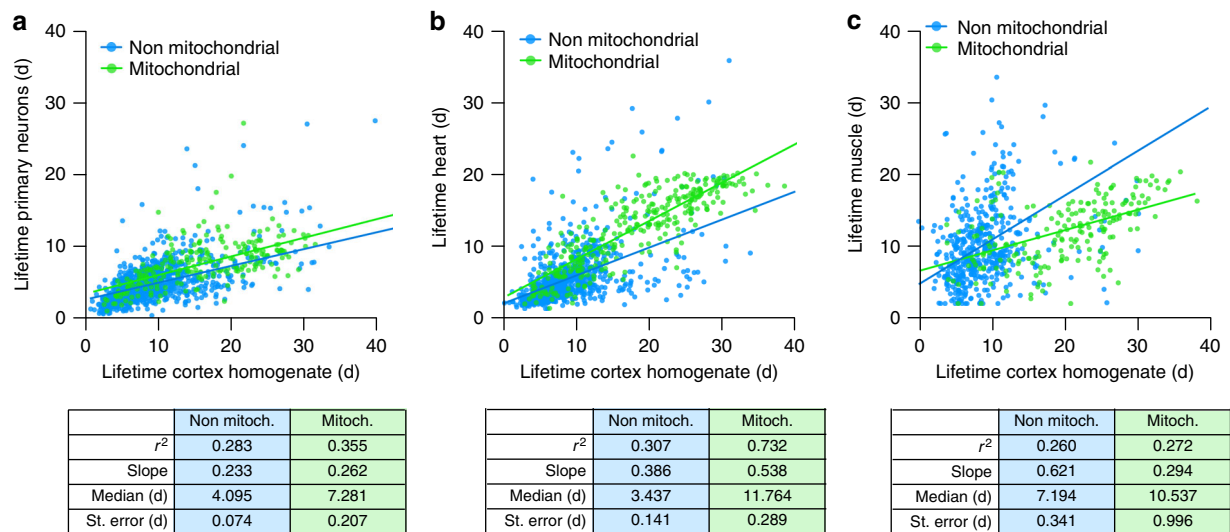 a
40
30
20
10
0
Lifetime primary neurons (d)
Non mitochondrial
Mitochondrial
0 10 20 30 40
Lifetime cortex homogenate (d)
b
40
30
20
10
0
Lifetime heart (d)
Non mitochondrial
Mitochondrial
0 10 20 30 40
Lifetime cortex homogenate (d)
c
40
30
20
10
0
Lifetime muscle (d)
Non mitochondrial
Mitochondrial
0 10 20 30 40
Lifetime cortex homogenate (d)
Non mitoch. Mitoch.
r² 0.283 0.355
Slope 0.233 0.262
Median (d) 4.095 7.281
St. error (d) 0.074 0.207
Non mitoch. Mitoch.
r² 0.307 0.732
Slope 0.386 0.538
Median (d) 3.437 11.764
St. error (d) 0.141 0.289
Non mitoch. Mitoch.
r² 0.260 0.272
Slope 0.621 0.294
Median (d) 7.194 10.537
St. error (d) 0.341 0.996